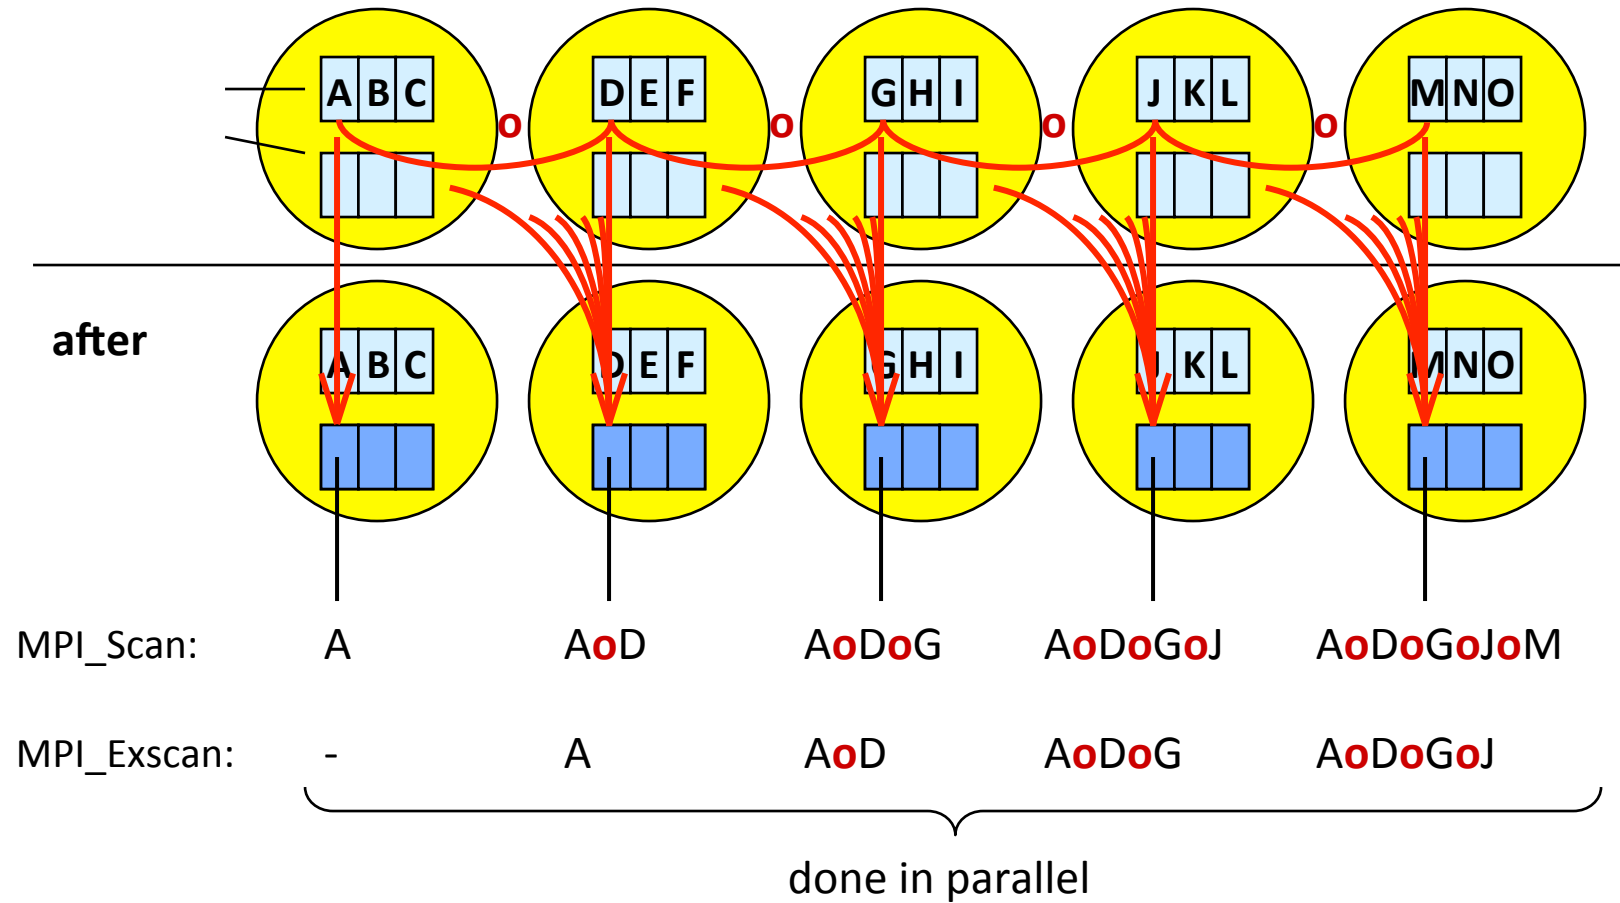 A B C o D E F o G H I o J K L o M N O
after
A B C D E F G H I J K L M N O
MPI_Scan: A AoD AoDoG AoDoGoJ AoDoGoJoM
MPI_Exscan: - A AoD AoDoG AoDoGoJ
done in parallel